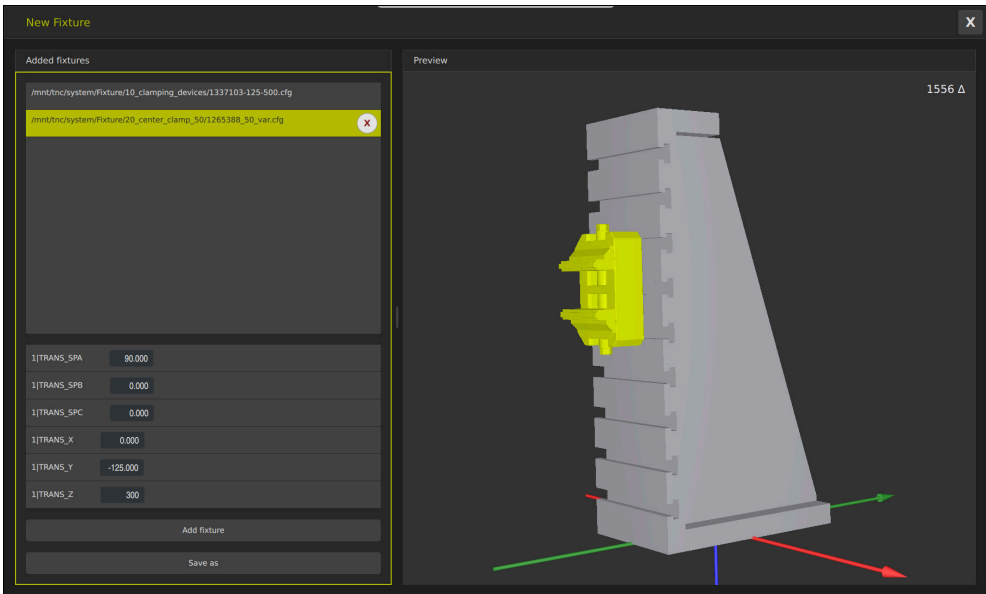 New Fixture
X
Added fixtures
/mnt/tnc/system/Fixture/10_clamping_devices/1337103-125-500.cfg
/mnt/tnc/system/Fixture/20_center_clamp_50/1265388_50_var.cfg
X
1|TRANS_SPA 90.000
1|TRANS_SPB 0.000
1|TRANS_SPC 0.000
1|TRANS_X 0.000
1|TRANS_Y -125.000
1|TRANS_Z 300
Add fixture
Save as
Preview
1556 Δ